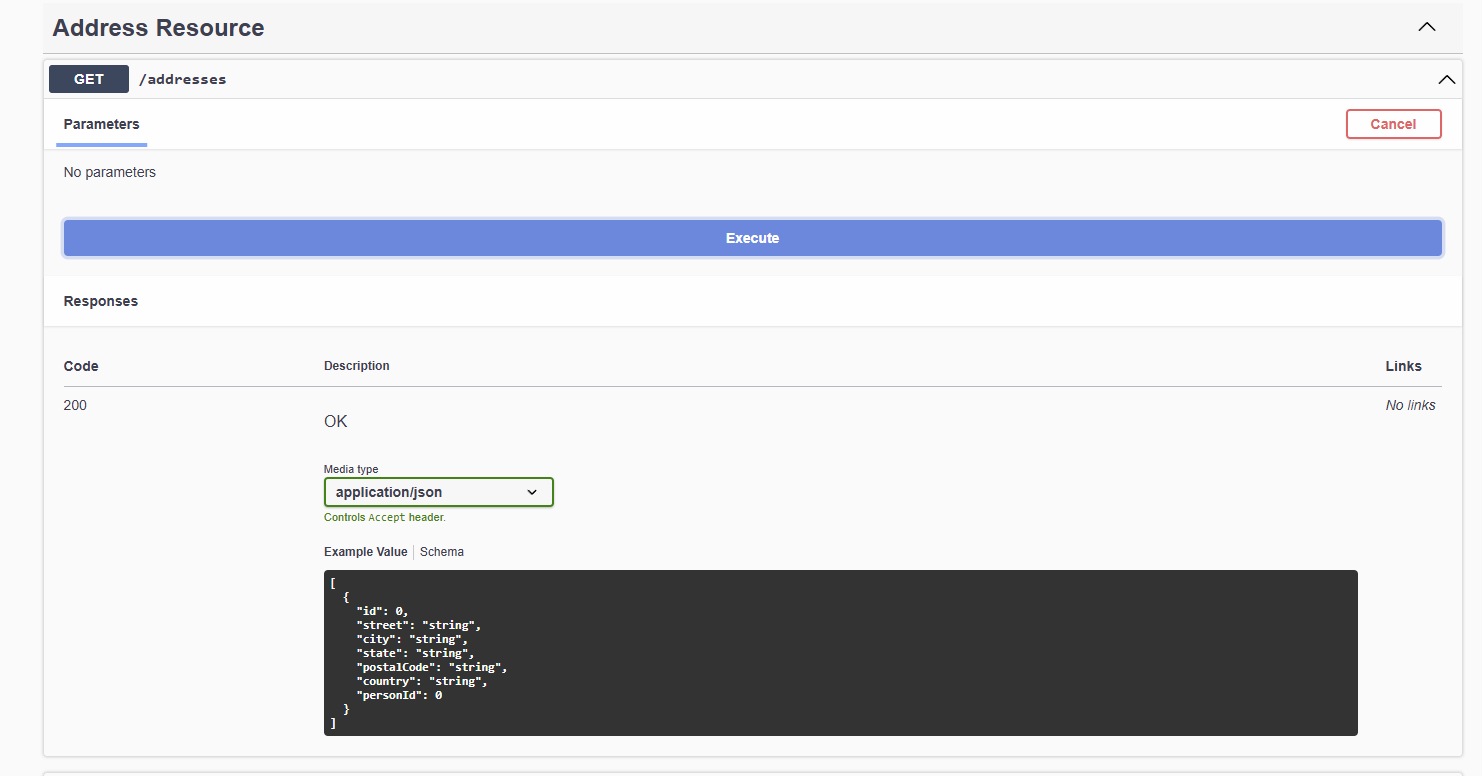 Address Resource
GET /addresses
Parameters Cancel
No parameters
Execute
Responses
Code Description Links
200 No links
OK
Media type
application/json
Controls Accept header.
Example Value Schema
[
  {
    "id": 0,
    "street": "string",
    "city": "string",
    "state": "string",
    "postalCode": "string",
    "country": "string",
    "personId": 0
  }
]